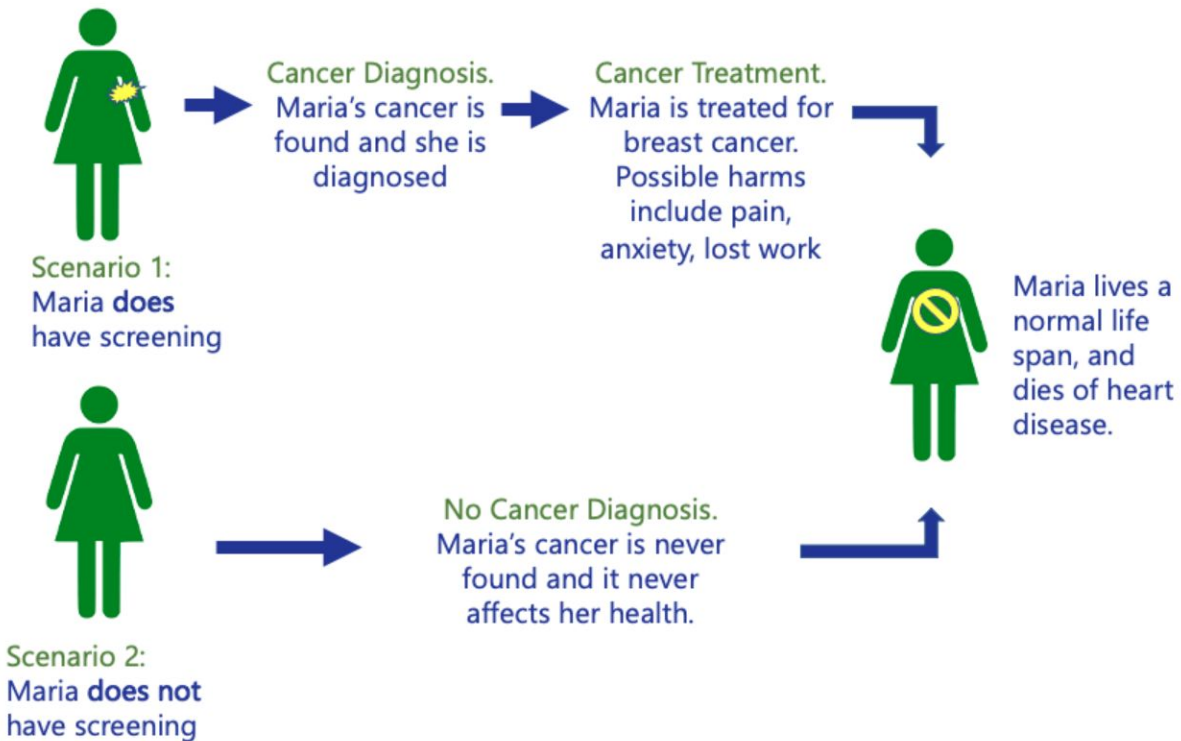 Cancer Diagnosis.
Maria's cancer is
found and she is
diagnosed
Cancer Treatment.
Maria is treated for
breast cancer.
Possible harms
include pain,
anxiety, lost work
Scenario 1:
Maria does
have screening
Maria lives a
normal life
span, and
dies of heart
disease.
No Cancer Diagnosis.
Maria's cancer is never
found and it never
affects her health.
Scenario 2:
Maria does not
have screening